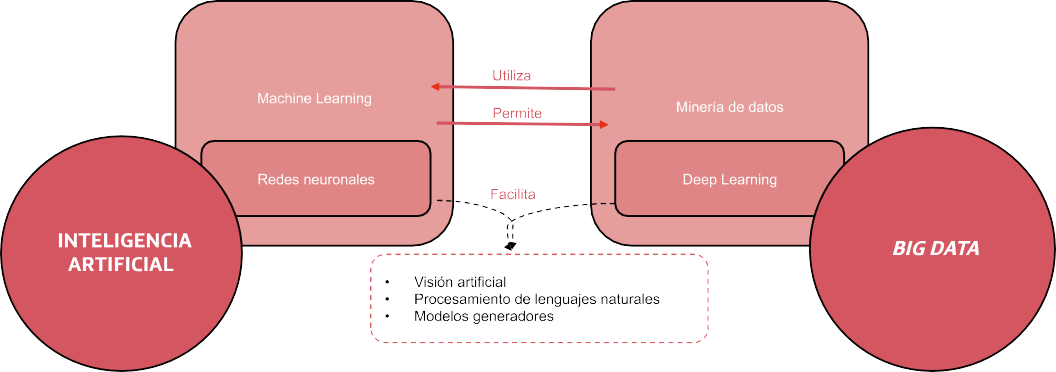 Utiliza
Machine Learning
Permite
Minería de datos
Redes neuronales
Facilita
Deep Learning
INTELIGENCIA
ARTIFICIAL
BIG DATA
• Visión artificial
• Procesamiento de lenguajes naturales
• Modelos generadores